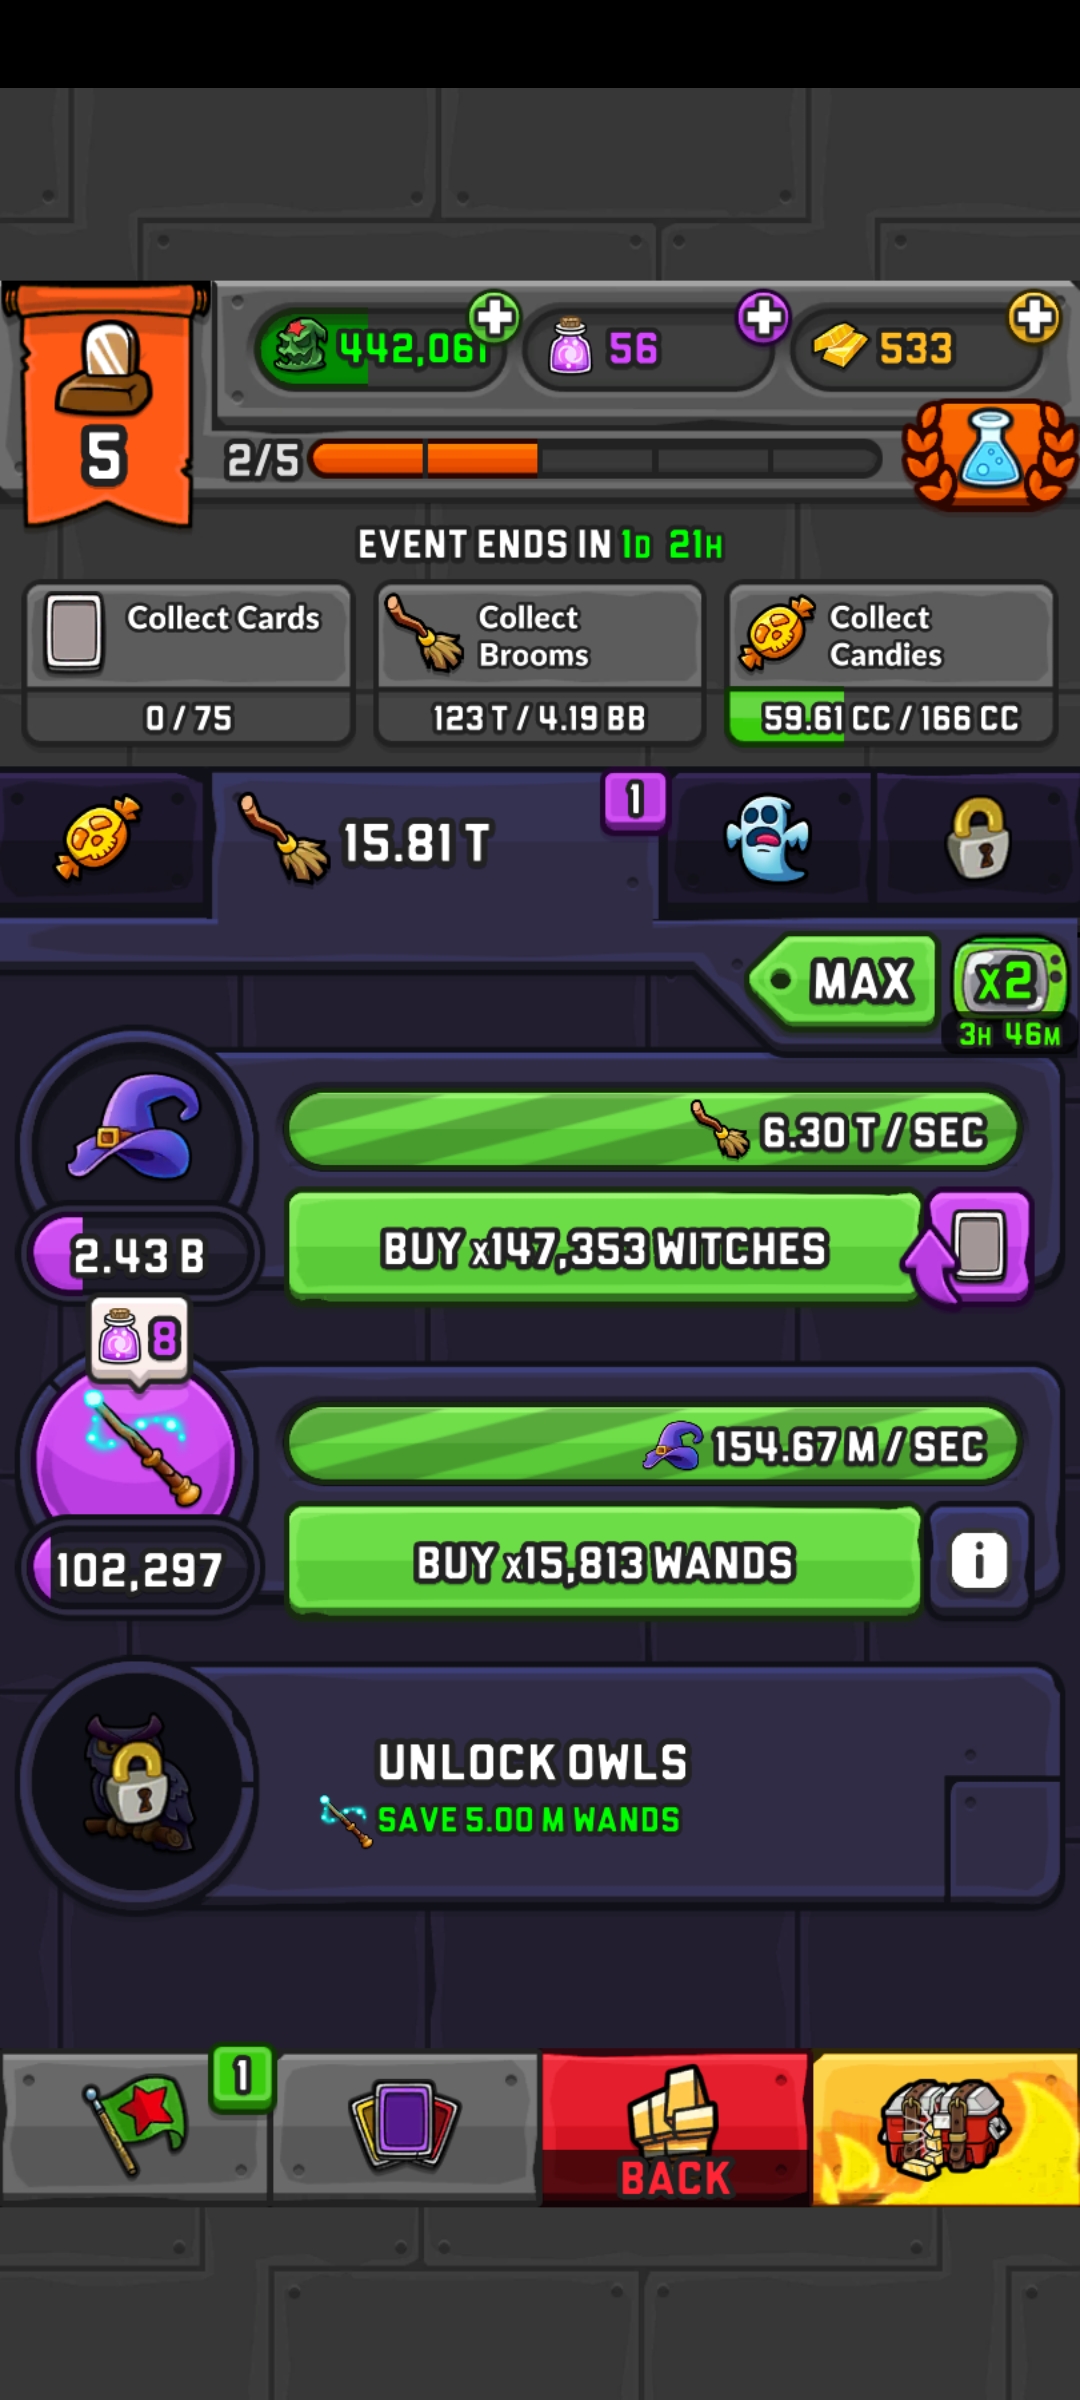 442,061
56
533
5
2/5
EVENT ENDS IN 1D 21H
Collect Cards
0 / 75
Collect
Brooms
123 T / 4.19 BB
Collect
Candies
59.61 CC / 166 CC
15.81 T
1
MAX
x2
3H 46M
6.30 T / SEC
2.43 B
BUY x147,353 WITCHES
8
154.67 M / SEC
102,297
BUY x15,813 WANDS
i
UNLOCK OWLS
SAVE 5.00 M WANDS
1
BACK